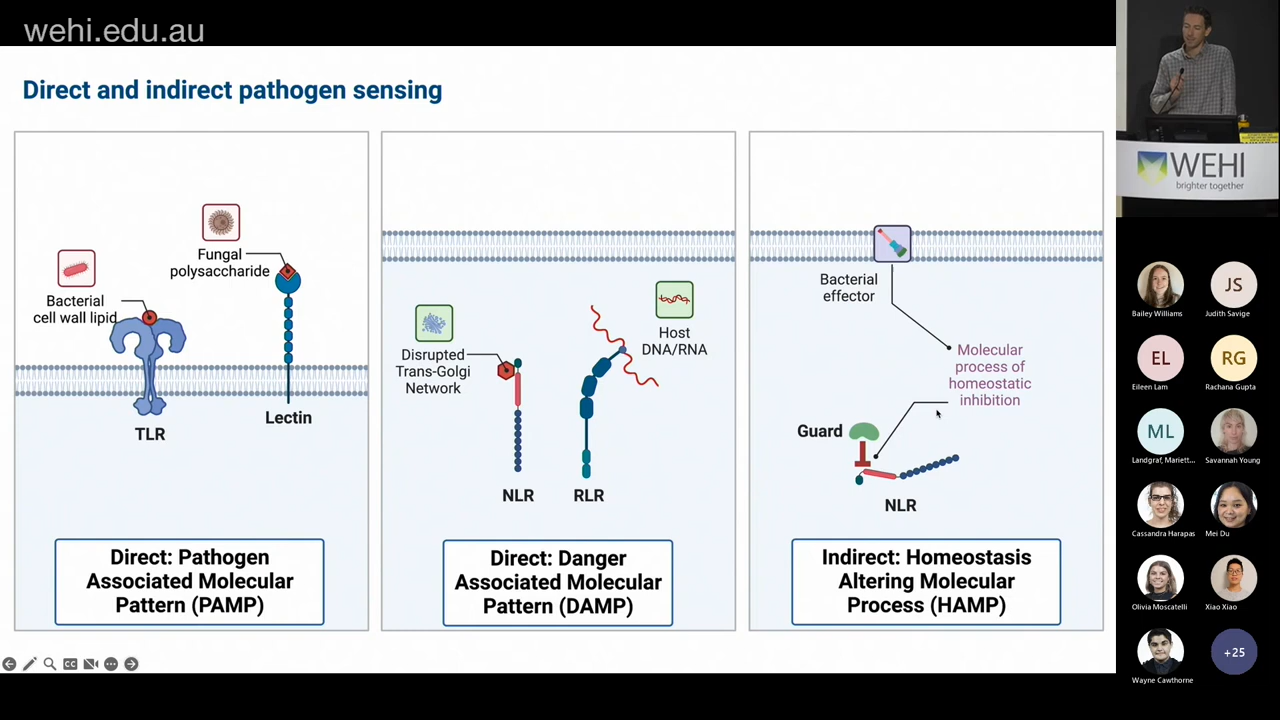 wehi.edu.au
Direct and indirect pathogen sensing
Fungal
polysaccharide
Bacterial
cell wall lipid
TLR
Lectin
Direct: Pathogen
Associated Molecular
Pattern (PAMP)
Disrupted
Trans-Golgi
Network
Host
DNA/RNA
NLR
RLR
Direct: Danger
Associated Molecular
Pattern (DAMP)
Bacterial
effector
Molecular
process of
homeostatic
inhibition
Guard
NLR
Indirect: Homeostasis
Altering Molecular
Process (HAMP)
CC
WEHI
brighter together
Bailey Williams
JS
Judith Savige
EL
Eileen Lam
RG
Rachana Gupta
ML
Landgraf, Mariett...
Savannah Young
Cassandra Harapas
Mei Du
Olivia Moscatelli
Xiao Xiao
Wayne Cawthorne
+25